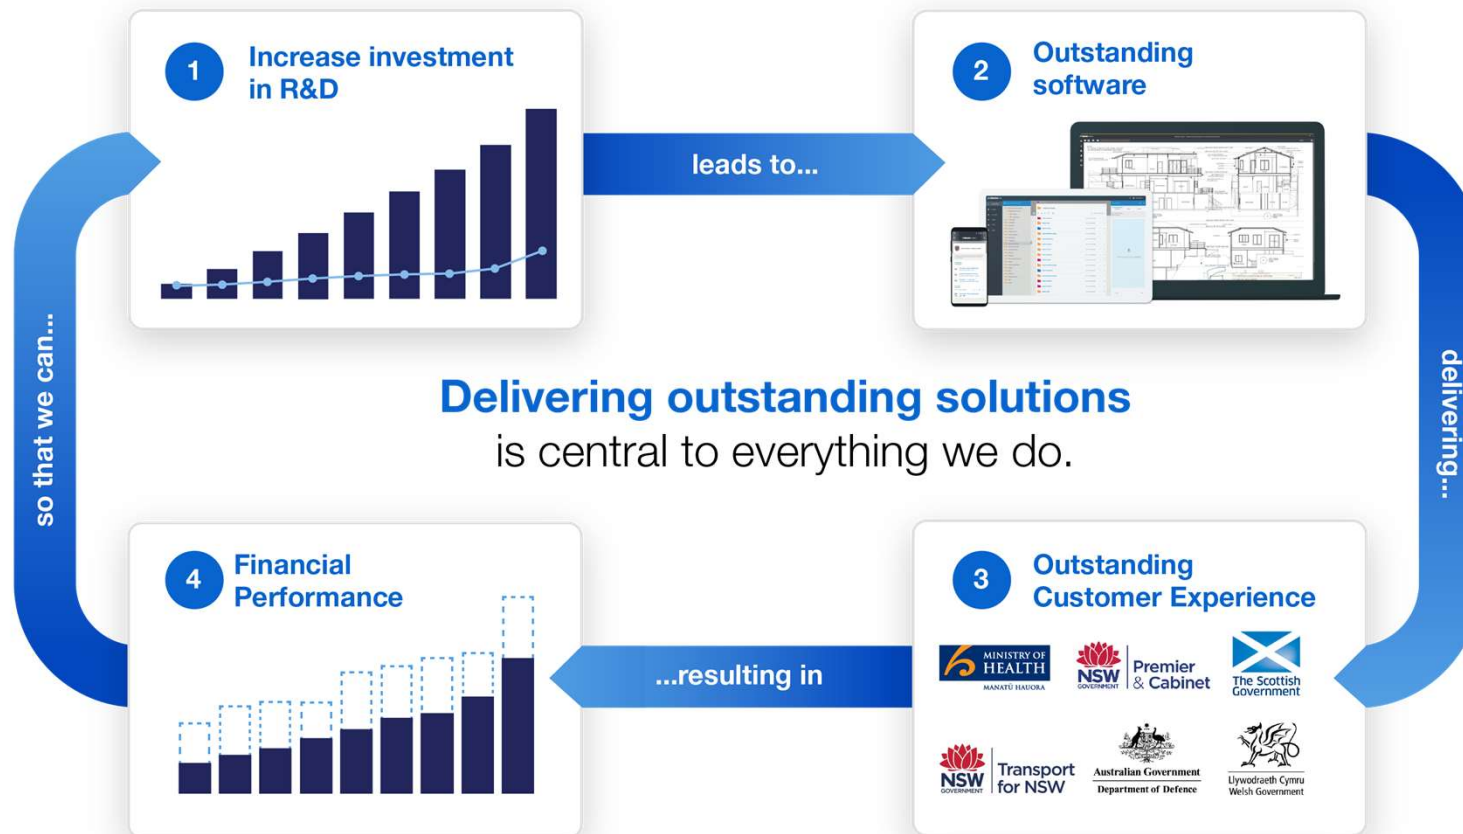 1
Increase investment
in R&D
leads to...
2
Outstanding
software
delivering...
Delivering outstanding solutions
is central to everything we do.
3
Outstanding
Customer Experience
MINISTRY OF
HEALTH
MANATŪ HAUORA
NSW
GOVERNMENT
Premier
& Cabinet
The Scottish
Government
NSW
GOVERNMENT
Transport
for NSW
Australian Government
Department of Defence
Llywodraeth Cymru
Welsh Government
...resulting in
4
Financial
Performance
so that we can...